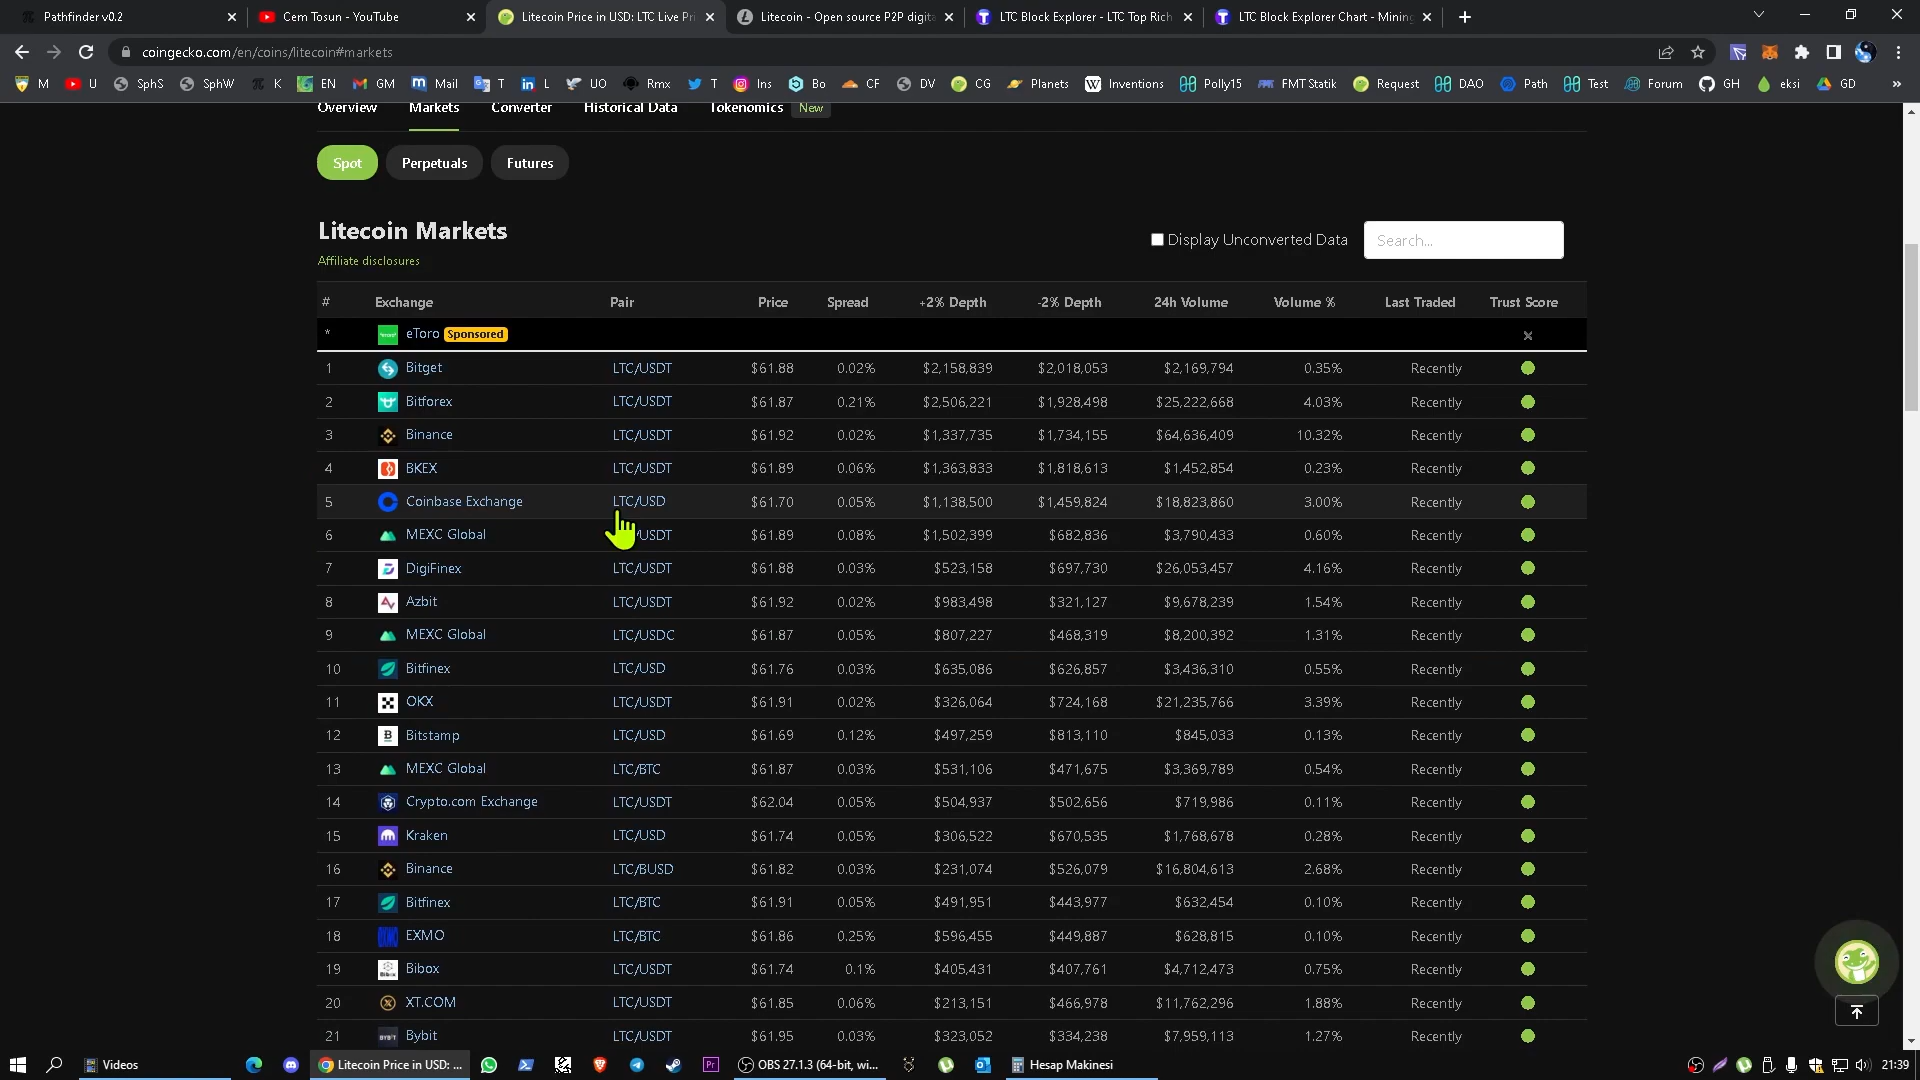 Pathfinder v0.2
Cem Tosun - YouTube
Litecoin Price in USD: LTC Live Pri
Litecoin - Open source P2P digita
LTC Block Explorer - LTC Top Rich
LTC Block Explorer Chart - Mining
coingecko.com/en/coins/litecoin#markets
M U SphS SphW K EN GM Mail T L UO Rmx T Ins Bo CF DV CG Planets Inventions Polly15 FMT Statik Request DAO Path Test Forum GH eksi GD »
Overview Markets Converter Historical Data Tokenomics New
Spot Perpetuals Futures
Litecoin Markets
Display Unconverted Data Search...
Affiliate disclosures
# Exchange Pair Price Spread +2% Depth -2% Depth 24h Volume Volume % Last Traded Trust Score
* eToro Sponsored
1 Bitget LTC/USDT $61.88 0.02% $2,158,839 $2,018,053 $2,169,794 0.35% Recently
2 Bitforex LTC/USDT $61.87 0.21% $2,506,221 $1,928,498 $25,222,668 4.03% Recently
3 Binance LTC/USDT $61.92 0.02% $1,337,735 $1,734,155 $64,636,409 10.32% Recently
4 BKEX LTC/USDT $61.89 0.06% $1,363,833 $1,818,613 $1,452,854 0.23% Recently
5 Coinbase Exchange LTC/USD $61.70 0.05% $1,138,500 $1,459,824 $18,823,860 3.00% Recently
6 MEXC Global /USDT $61.89 0.08% $1,502,399 $682,836 $3,790,433 0.60% Recently
7 DigiFinex LTC/USDT $61.88 0.03% $523,158 $697,730 $26,053,457 4.16% Recently
8 Azbit LTC/USDT $61.92 0.02% $983,498 $321,127 $9,678,239 1.54% Recently
9 MEXC Global LTC/USDC $61.87 0.05% $807,227 $468,319 $8,200,392 1.31% Recently
10 Bitfinex LTC/USD $61.76 0.03% $635,086 $626,857 $3,436,310 0.55% Recently
11 OKX LTC/USDT $61.91 0.02% $326,064 $724,168 $21,235,766 3.39% Recently
12 Bitstamp LTC/USD $61.69 0.12% $497,259 $813,110 $845,033 0.13% Recently
13 MEXC Global LTC/BTC $61.87 0.03% $531,106 $471,675 $3,369,789 0.54% Recently
14 Crypto.com Exchange LTC/USDT $62.04 0.05% $504,937 $502,656 $719,986 0.11% Recently
15 Kraken LTC/USD $61.74 0.05% $306,522 $670,535 $1,768,678 0.28% Recently
16 Binance LTC/BUSD $61.82 0.03% $231,074 $526,079 $16,804,613 2.68% Recently
17 Bitfinex LTC/BTC $61.91 0.05% $491,951 $443,977 $632,454 0.10% Recently
18 EXMO LTC/BTC $61.86 0.25% $596,455 $449,887 $628,815 0.10% Recently
19 Bibox LTC/USDT $61.74 0.1% $405,431 $407,761 $4,712,473 0.75% Recently
20 XT.COM LTC/USDT $61.85 0.06% $213,151 $466,978 $11,762,296 1.88% Recently
21 Bybit LTC/USDT $61.95 0.03% $323,052 $334,238 $7,959,113 1.27% Recently
Videos
Litecoin Price in USD: ...
OBS 27.1.3 (64-bit, wi...
Hesap Makinesi
21:39